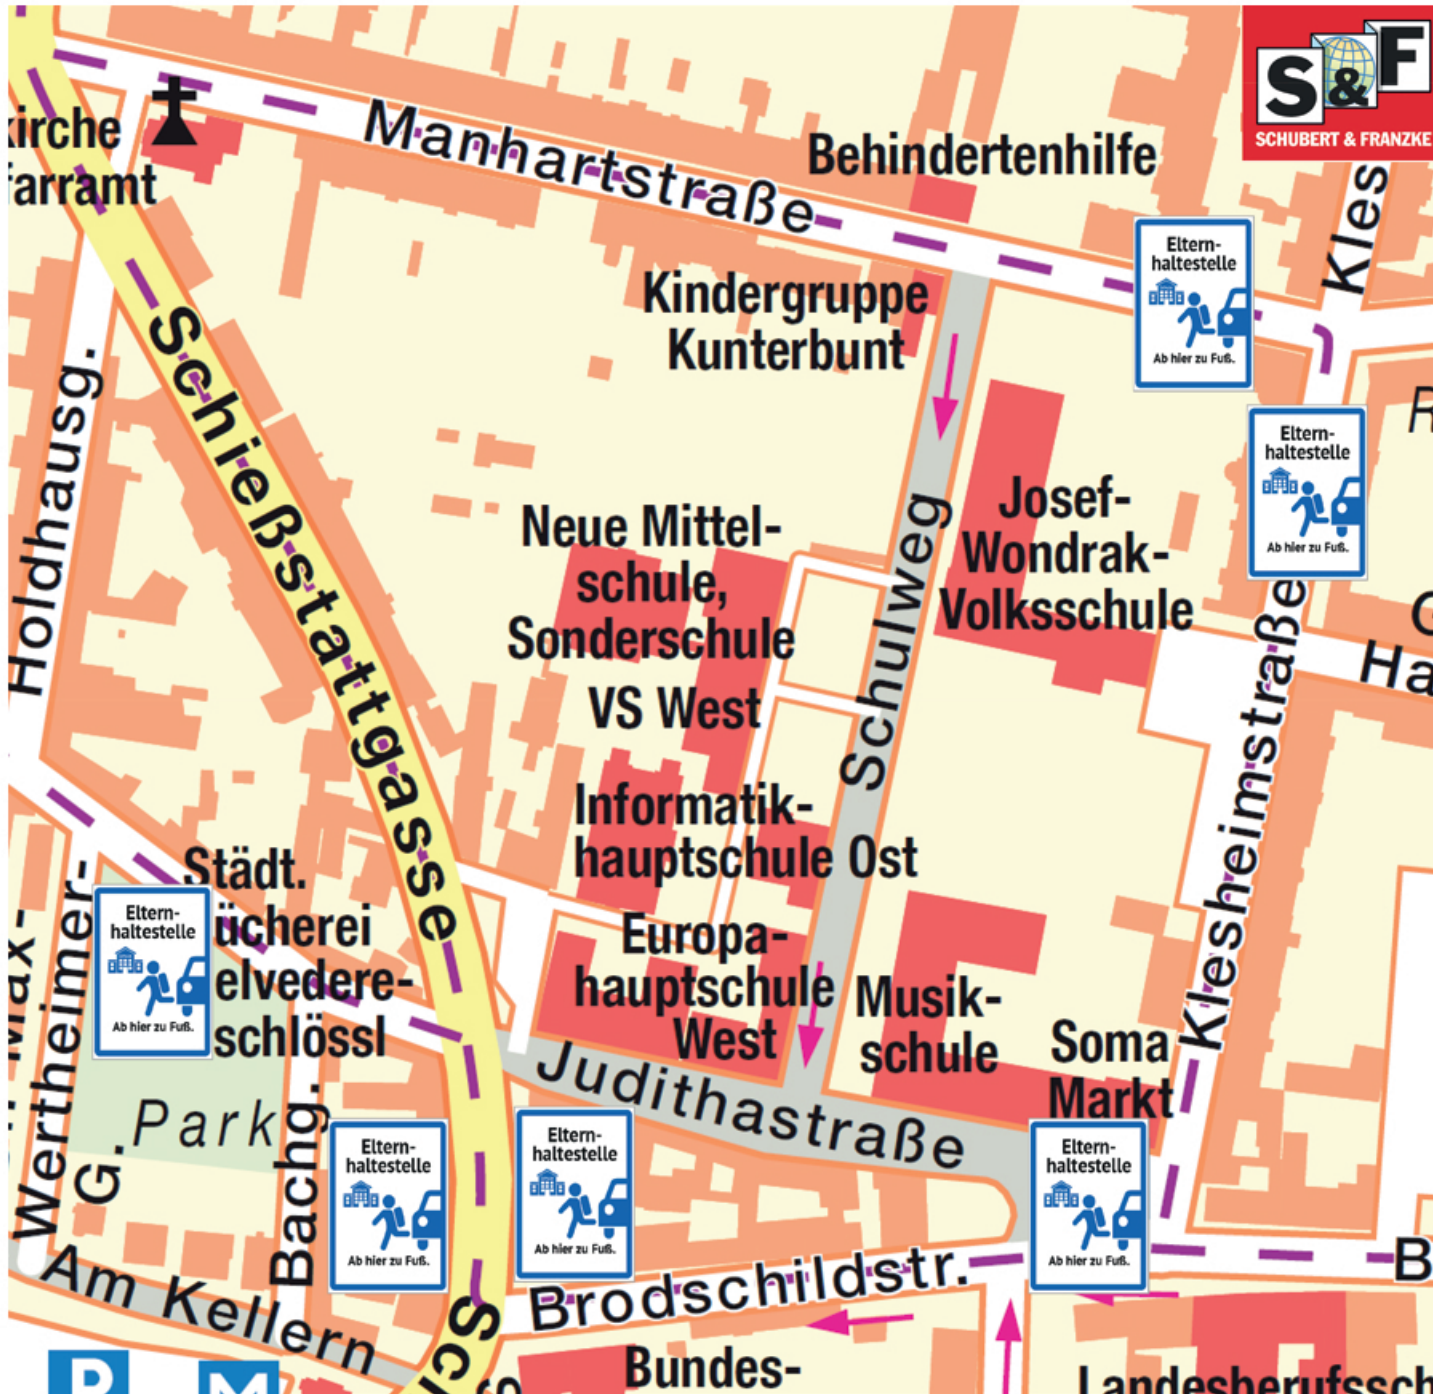 S&F
SCHUBERT & FRANZKE
Manhartstraße
Behindertenhilfe
Kles
kirche
farramt
Eltern-
haltestelle
Ab hier zu Fuß.
Kindergruppe
Kunterbunt
Schießstattgasse
Holdhausg.
Eltern-
haltestelle
Ab hier zu Fuß.
R
Josef-
Wondrak-
Volksschule
Schulweg
Neue Mittel-
schule,
Sonderschule
VS West
G
Ha
Klesheimstraße
Informatik-
hauptschule Ost
Städt.
ücherei
elvedere-
schlössl
Eltern-
haltestelle
Ab hier zu Fuß.
Max-
Wertheimer-
G.
Europa-
hauptschule
West
Musik-
schule
Soma
Markt
Judithastraße
Park
Bachg.
Eltern-
haltestelle
Ab hier zu Fuß.
Eltern-
haltestelle
Ab hier zu Fuß.
Eltern-
haltestelle
Ab hier zu Fuß.
Am Kellern
Brodschildstr.
B
Sc
P
M
Bundes-
Landesberufssch